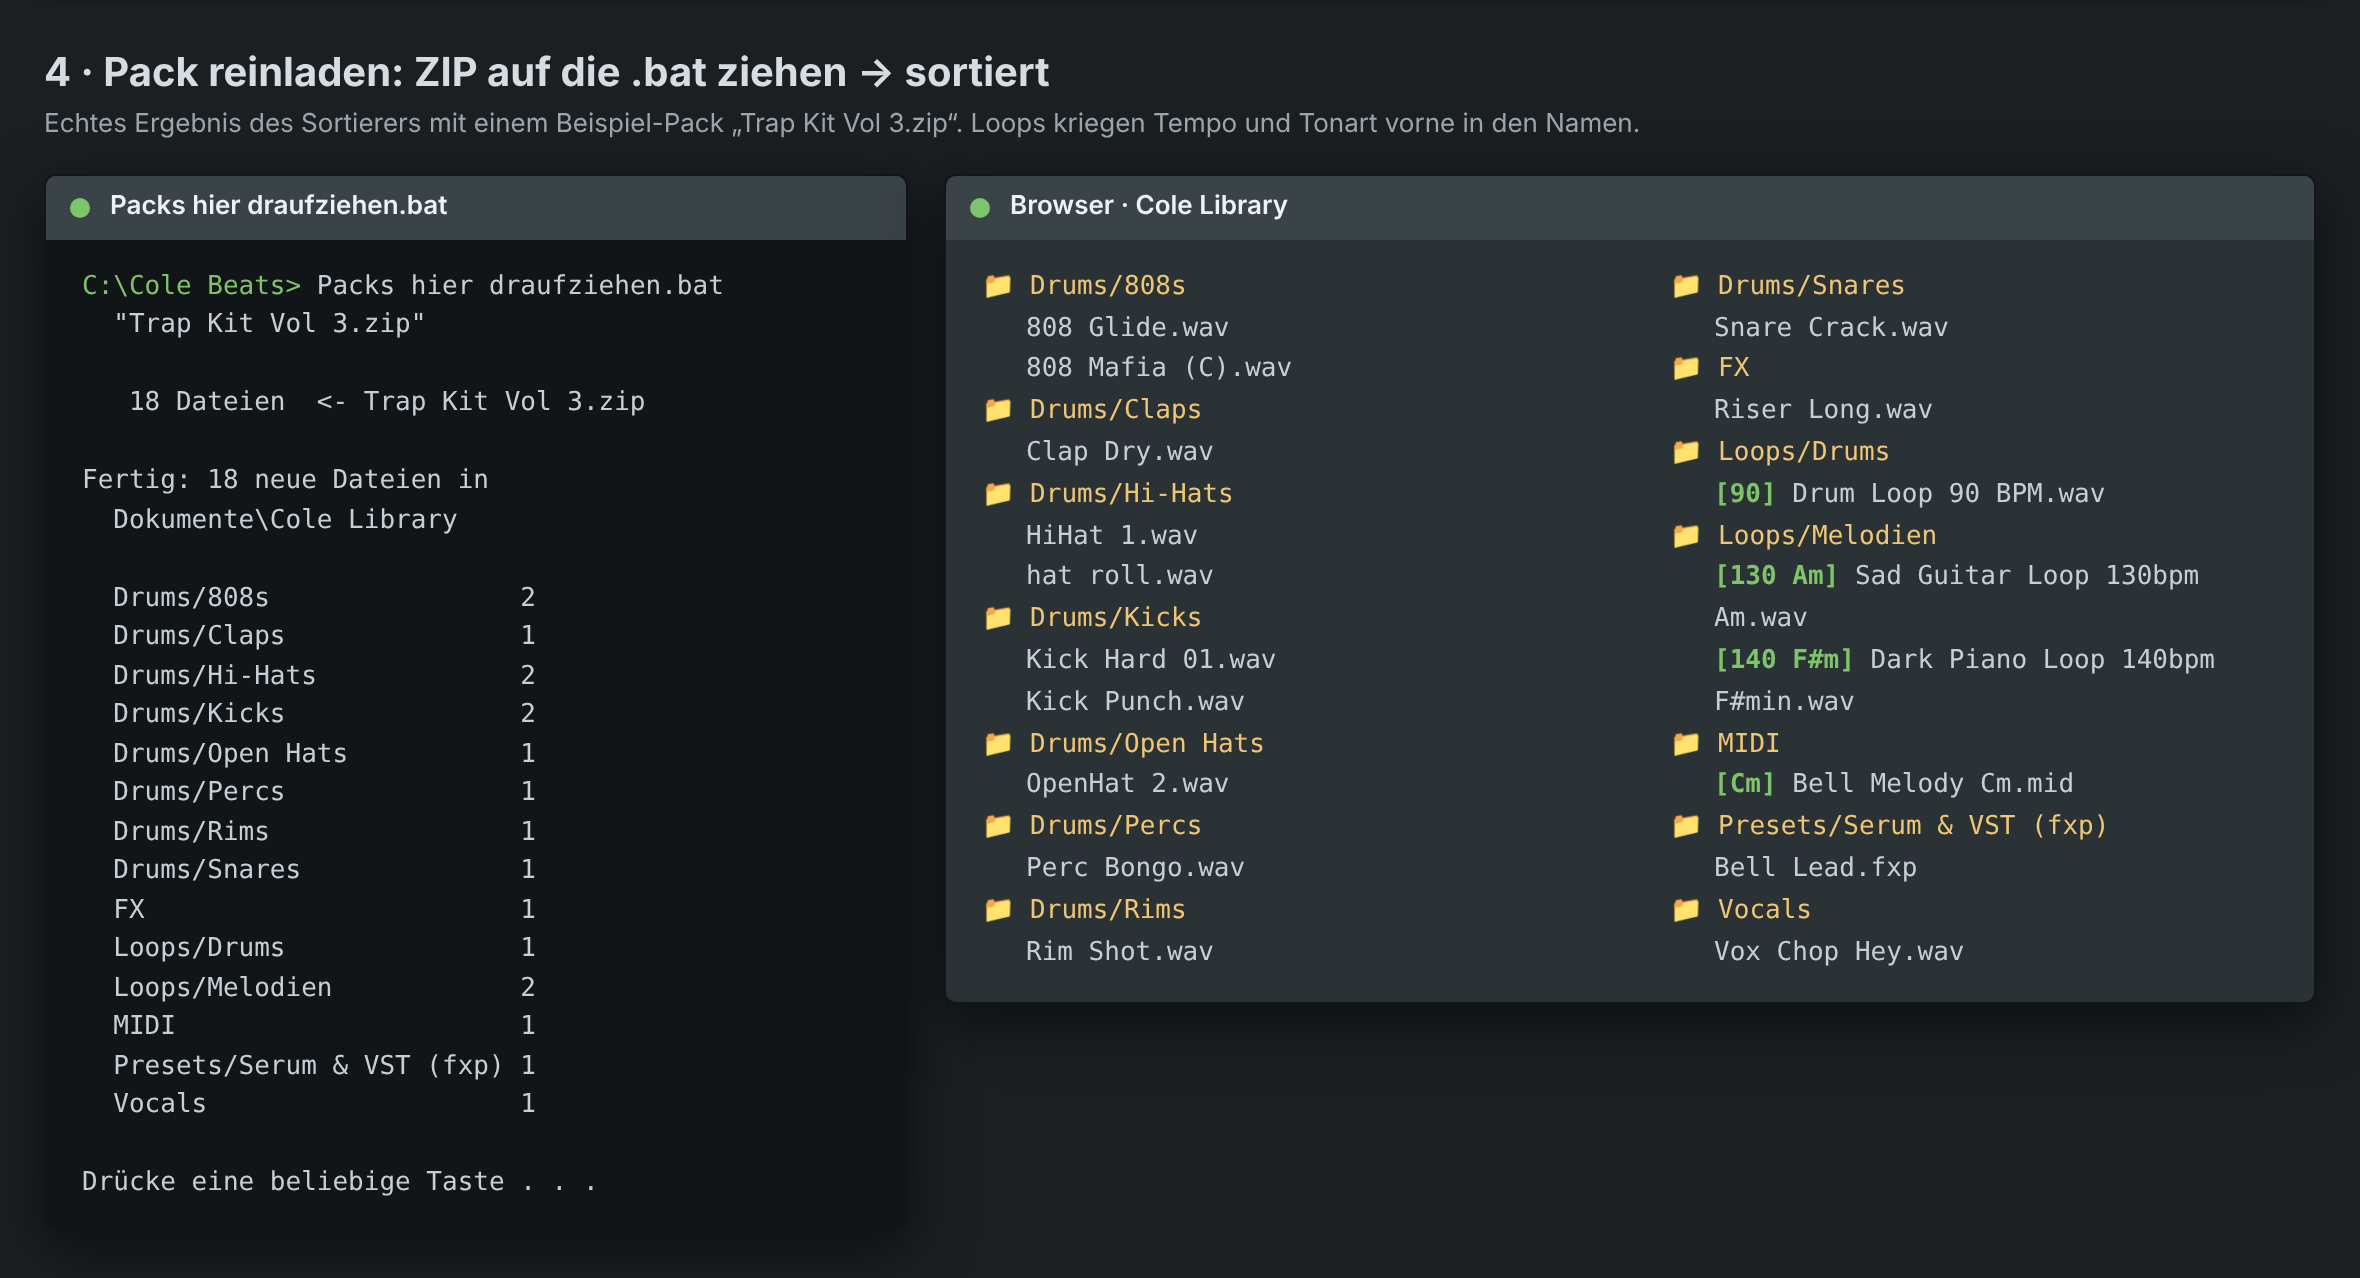 4 · Pack reinladen: ZIP auf die .bat ziehen → sortiert
Echtes Ergebnis des Sortierers mit einem Beispiel-Pack „Trap Kit Vol 3.zip“. Loops kriegen Tempo und Tonart vorne in den Namen.
Packs hier draufziehen.bat
C:\Cole Beats> Packs hier draufziehen.bat
"Trap Kit Vol 3.zip"
18 Dateien <- Trap Kit Vol 3.zip
Fertig: 18 neue Dateien in
Dokumente\Cole Library
Drums/808s 2
Drums/Claps 1
Drums/Hi-Hats 2
Drums/Kicks 2
Drums/Open Hats 1
Drums/Percs 1
Drums/Rims 1
Drums/Snares 1
FX 1
Loops/Drums 1
Loops/Melodien 2
MIDI 1
Presets/Serum & VST (fxp) 1
Vocals 1
Drücke eine beliebige Taste . . .
Browser · Cole Library
Drums/808s
808 Glide.wav
808 Mafia (C).wav
Drums/Claps
Clap Dry.wav
Drums/Hi-Hats
HiHat 1.wav
hat roll.wav
Drums/Kicks
Kick Hard 01.wav
Kick Punch.wav
Drums/Open Hats
OpenHat 2.wav
Drums/Percs
Perc Bongo.wav
Drums/Rims
Rim Shot.wav
Drums/Snares
Snare Crack.wav
FX
Riser Long.wav
Loops/Drums
[90] Drum Loop 90 BPM.wav
Loops/Melodien
[130 Am] Sad Guitar Loop 130bpm
Am.wav
[140 F#m] Dark Piano Loop 140bpm
F#min.wav
MIDI
[Cm] Bell Melody Cm.mid
Presets/Serum & VST (fxp)
Bell Lead.fxp
Vocals
Vox Chop Hey.wav